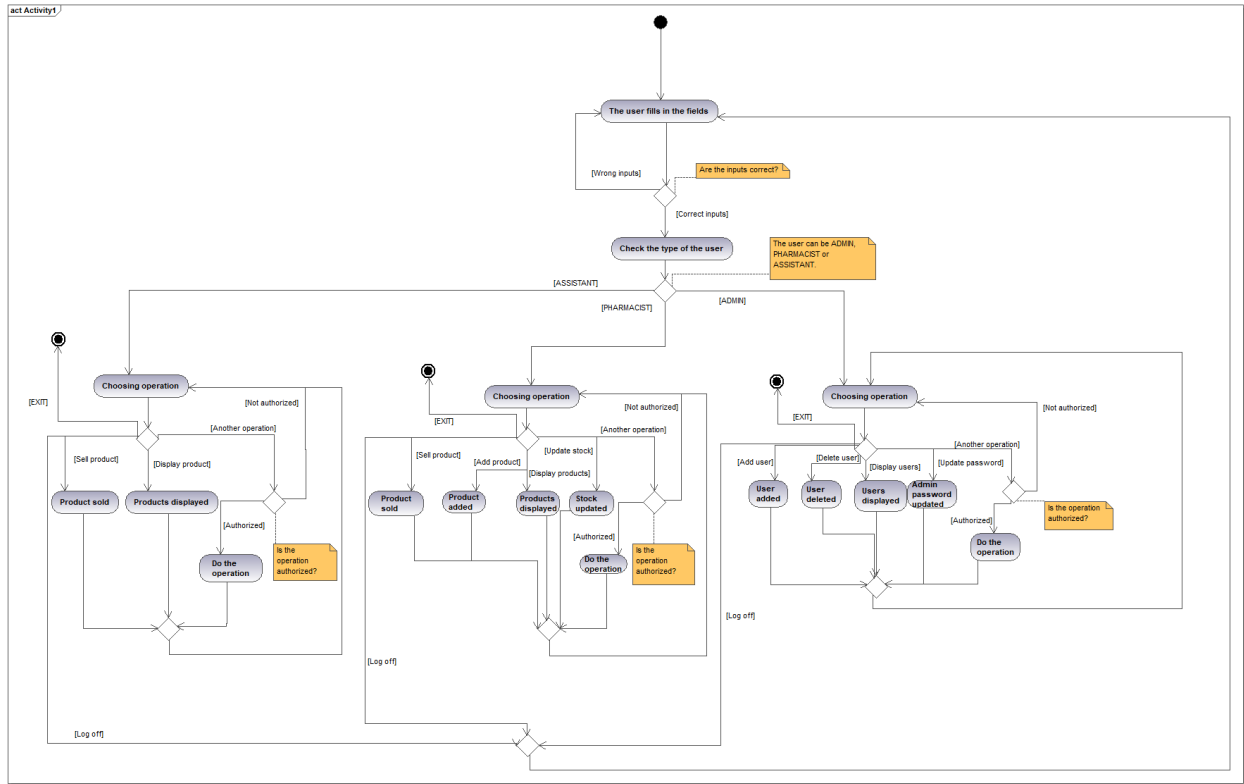 act Activity1
The user fills in the fields
[Wrong inputs]
Are the inputs correct?
[Correct inputs]
Check the type of the user
The user can be ADMIN,
PHARMACIST or
ASSISTANT.
[ASSISTANT]
[PHARMACIST]
[ADMIN]
Choosing operation
[EXIT]
[Not authorized]
[Another operation]
[Sell product]
[Display product]
Product sold
Products displayed
[Authorized]
Do the
operation
Is the
operation
authorized?
[Log off]
Choosing operation
[EXIT]
[Not authorized]
[Another operation]
[Sell product]
[Add product]
[Update stock]
[Display products]
Product
sold
Product
added
Products
displayed
Stock
updated
[Authorized]
Do the
operation
Is the
operation
authorized?
[Log off]
Choosing operation
[EXIT]
[Not authorized]
[Another operation]
[Add user]
[Delete user]
[Display users]
[Update password]
User
added
User
deleted
Users
displayed
Admin
password
updated
[Authorized]
Do the
operation
Is the operation
authorized?
[Log off]